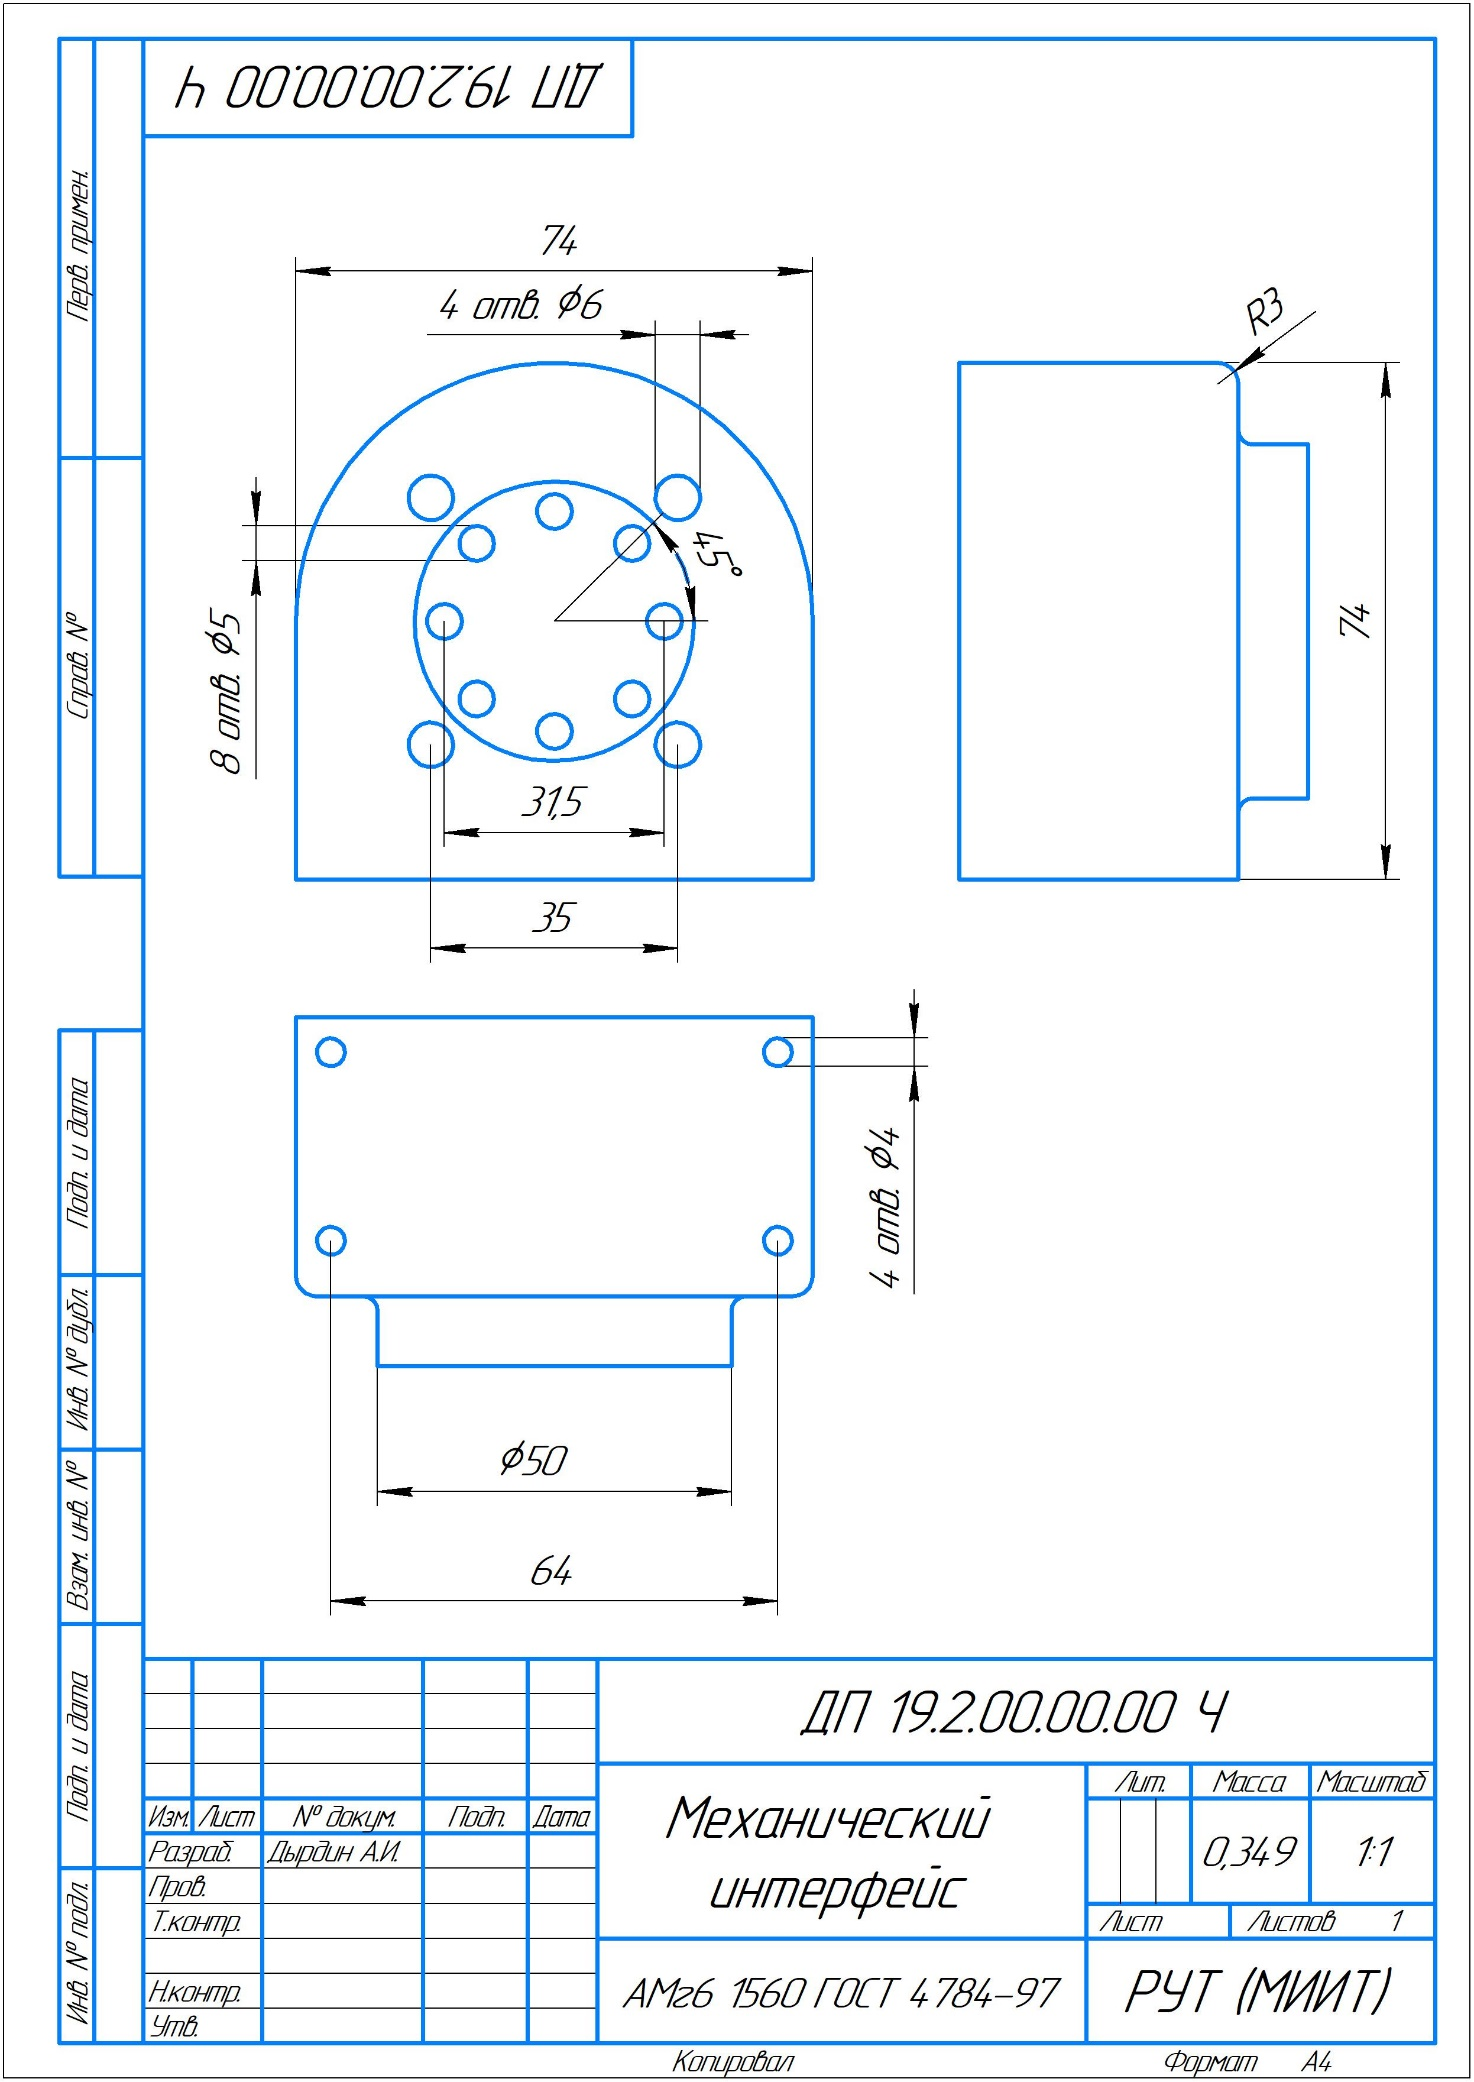 ДП 19.2.00.00.00 Ч
Перв. примен.
Справ. №
Подп. и дата
Инв. № дубл.
Взам. инв. №
Подп. и дата
Инв. № подл.
74
4 отв. ⌀6
R3
45°
8 отв. ⌀5
74
31,5
35
4 отв. ⌀4
⌀50
64
ДП 19.2.00.00.00 Ч
Изм. Лист № докум. Подп. Дата
Разраб. Дырдин А.И.
Пров.
Т.контр.
Н.контр.
Утв.
Механический
интерфейс
Лит. Масса Масштаб
0,349 1:1
Лист Листов 1
АМг6 1560 ГОСТ 4784-97
РУТ (МИИТ)
Копировал Формат А4